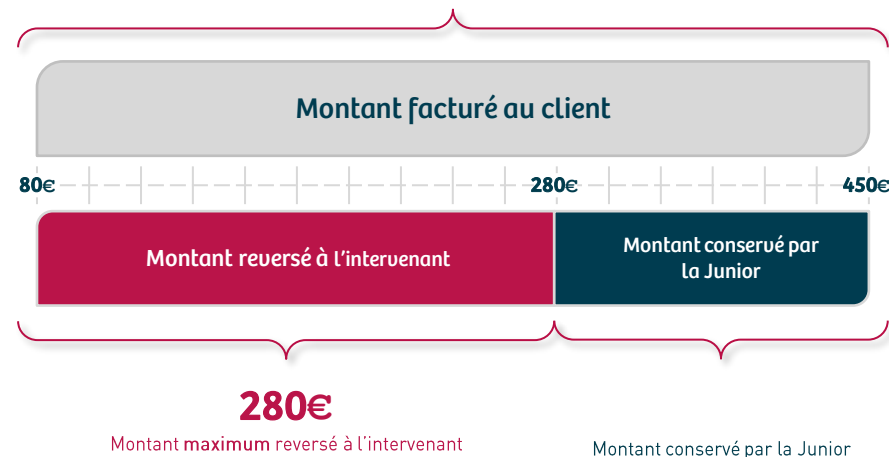 Montant facturé au client
80€ 280€ 450€
Montant reversé à l'intervenant
Montant conservé par
la Junior
280€
Montant maximum reversé à l'intervenant
Montant conservé par la Junior